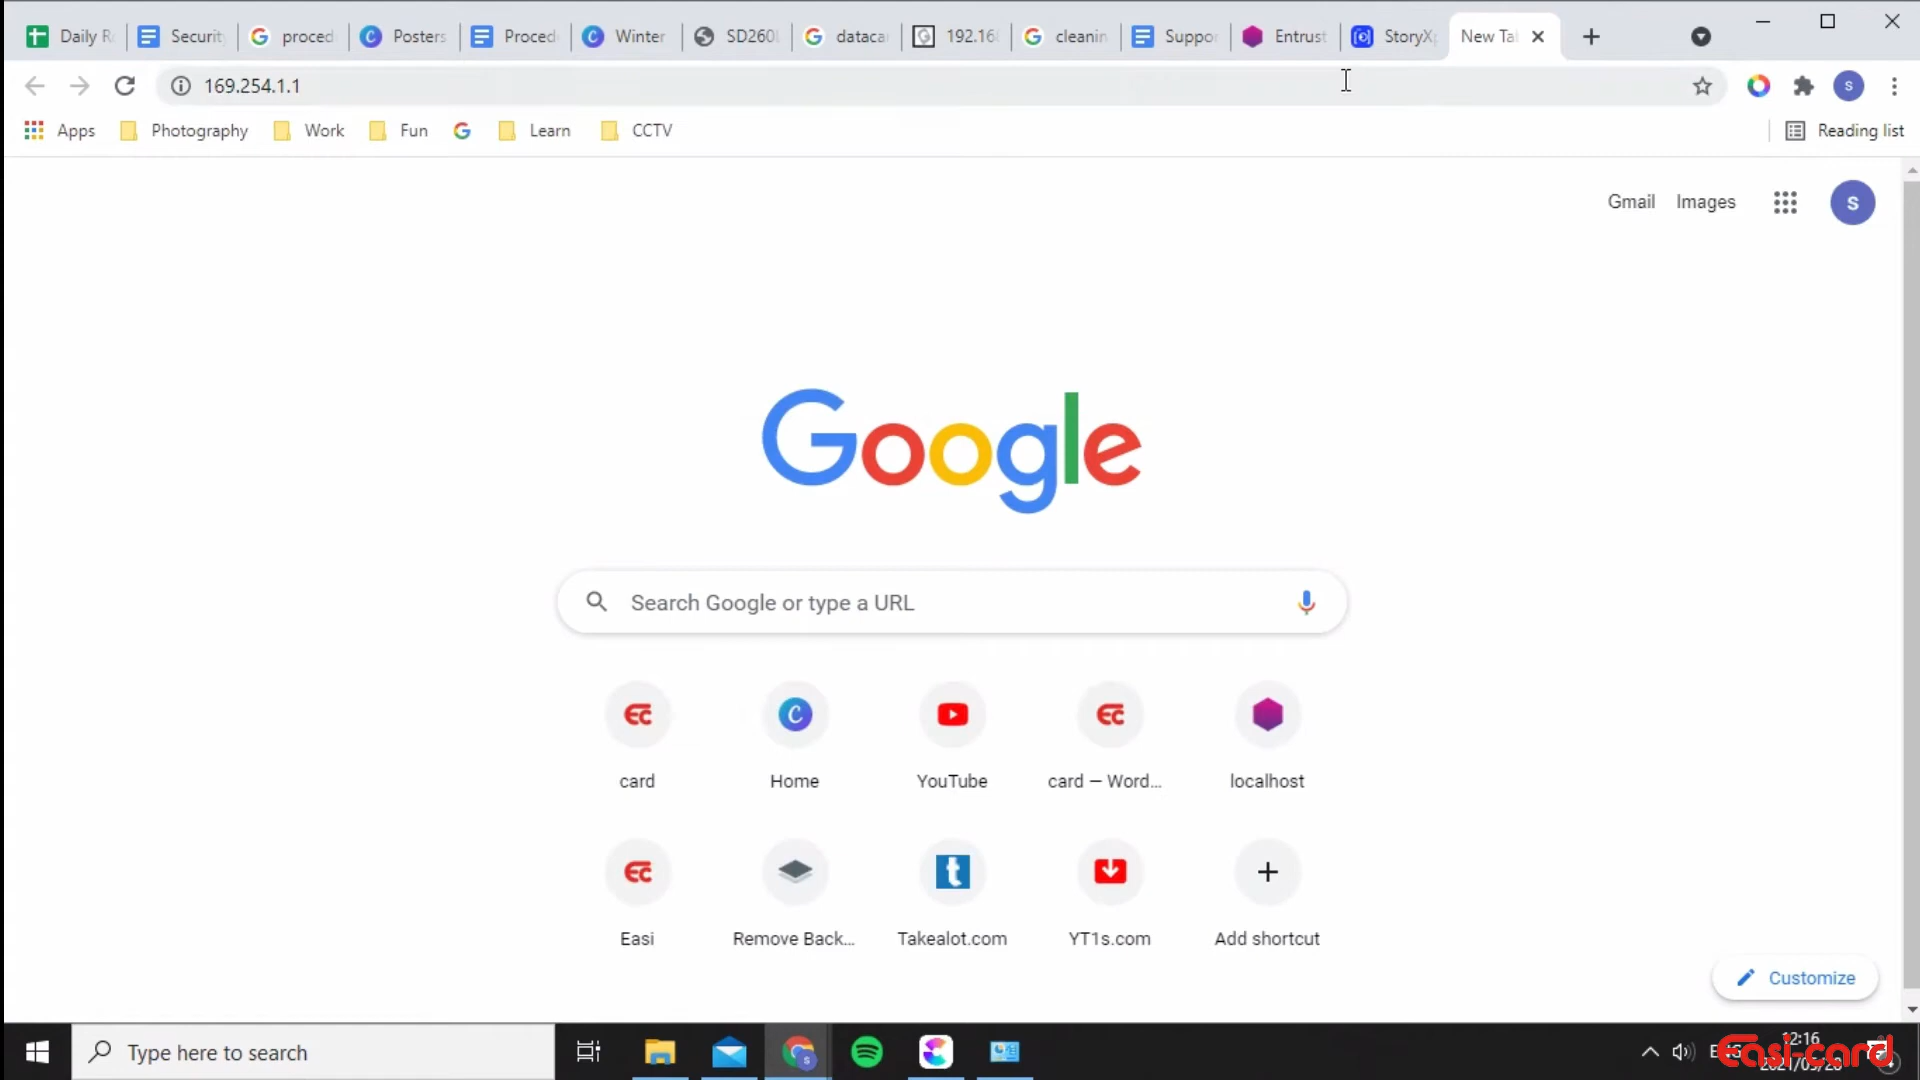 Daily R
Securit
proced
Posters
Proced
Winter
SD260
dataca
192.16
cleanin
Suppo
Entrust
StoryXp
New Ta
169.254.1.1
Apps
Photography
Work
Fun
Learn
CCTV
Reading list
Gmail
Images
S
Google
Search Google or type a URL
card
Home
YouTube
card — Word...
localhost
Easi
Remove Back...
Takealot.com
YT1s.com
Add shortcut
Customize
Type here to search
12:16
Easi-card